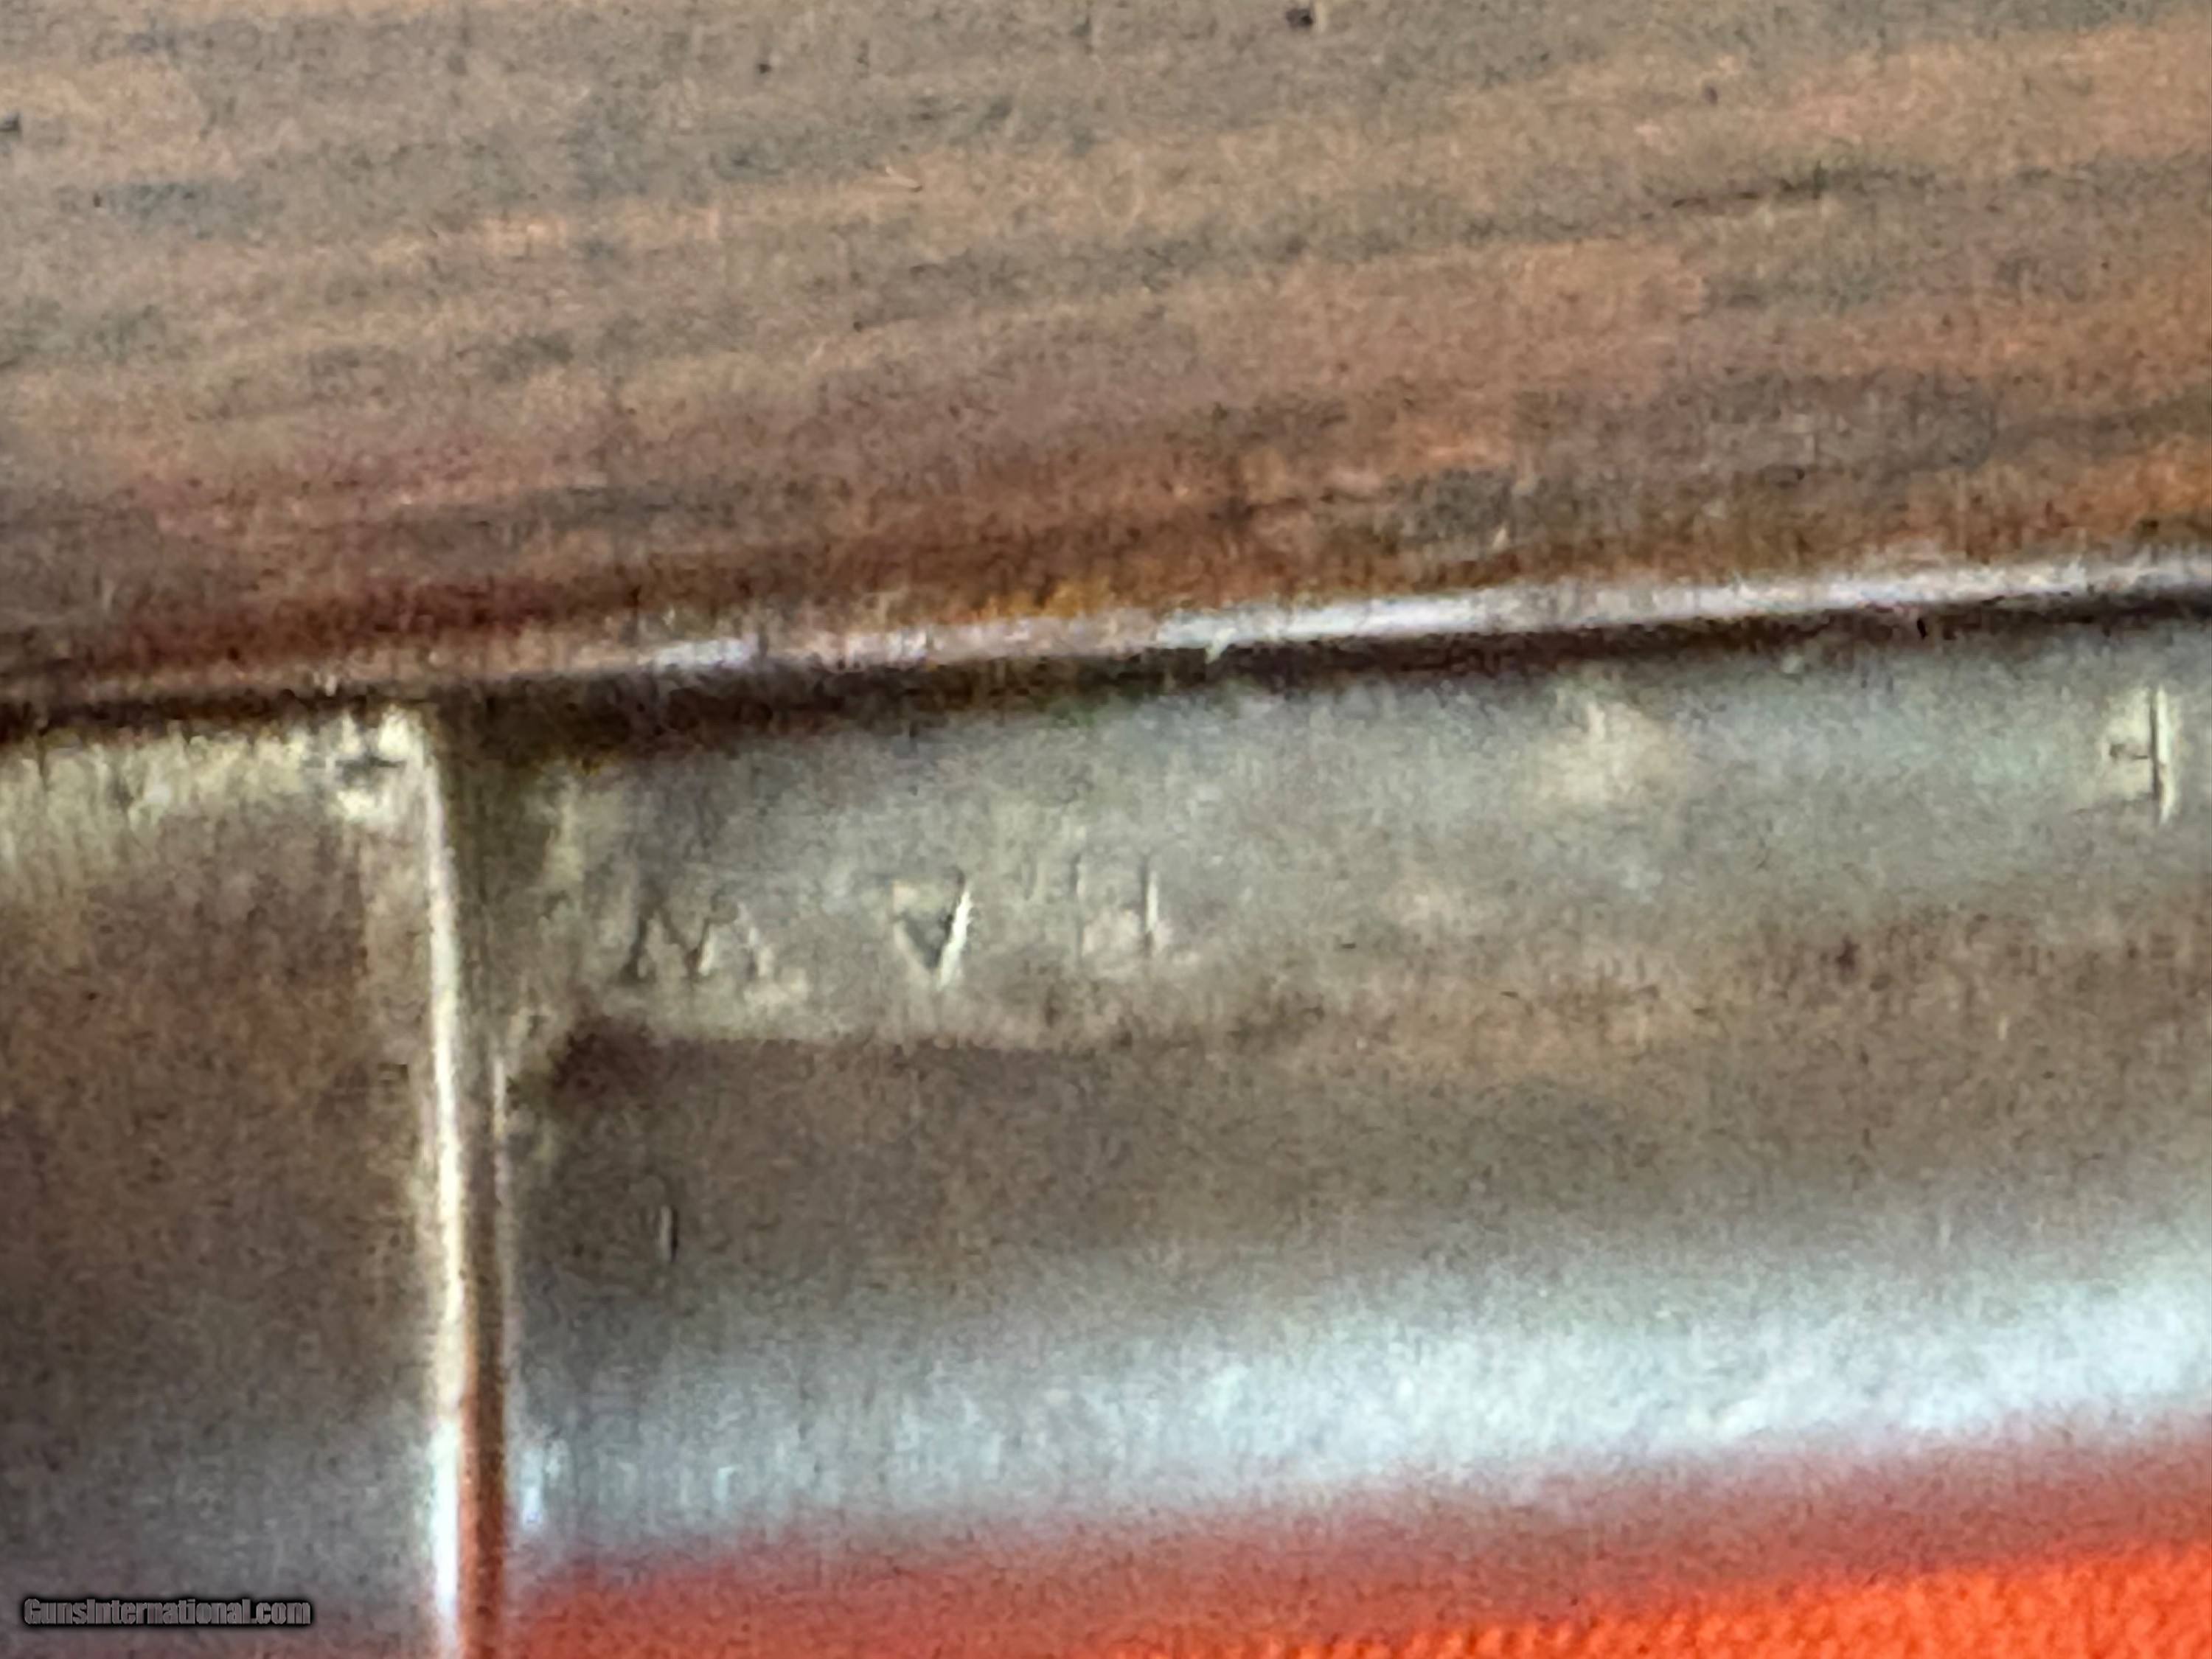 M V H
GunsInternational.com